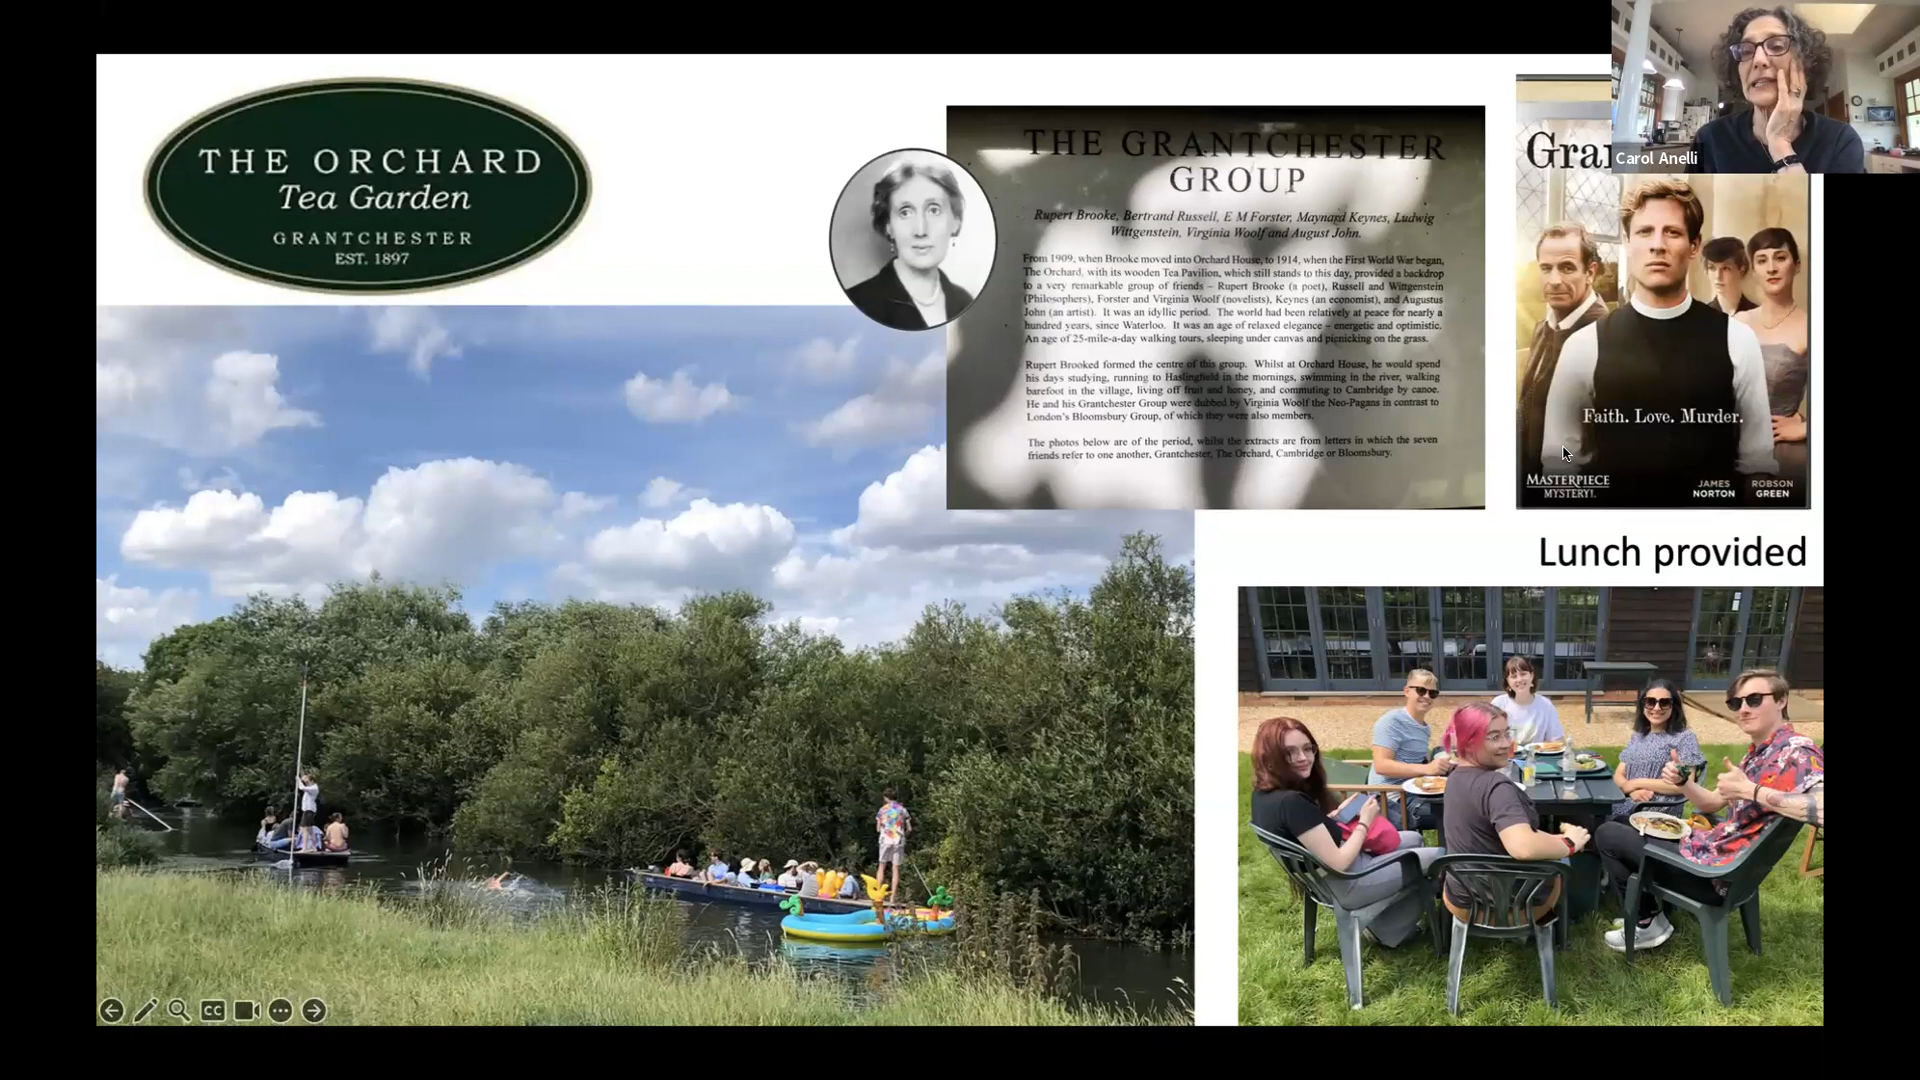 THE ORCHARD
Tea Garden
GRANTCHESTER
EST. 1897
THE GRANTCHESTER
GROUP
Rupert Brooke, Bertrand Russell, E M Forster, Maynard Keynes, Ludwig
Wittgenstein, Virginia Woolf and August John.
From 1909, when Brooke moved into Orchard House, to 1914, when the First World War began,
The Orchard, with its wooden Tea Pavilion, which still stands to this day, provided a backdrop
to a very remarkable group of friends – Rupert Brooke (a poet), Russell and Wittgenstein
(Philosophers), Forster and Virginia Woolf (novelists), Keynes (an economist), and Augustus
John (an artist). It was an idyllic period. The world had been relatively at peace for nearly a
hundred years, since Waterloo. It was an age of relaxed elegance – energetic and optimistic.
An age of 25-mile-a-day walking tours, sleeping under canvas and picnicking on the grass.
Rupert Brooked formed the centre of this group. Whilst at Orchard House, he would spend
his days studying, running to Haslingfield in the mornings, swimming in the river, walking
barefoot in the village, living off fruit and honey, and commuting to Cambridge by canoe.
He and his Grantchester Group were dubbed by Virginia Woolf the Neo-Pagans in contrast to
London's Bloomsbury Group, of which they were also members.
The photos below are of the period, whilst the extracts are from letters in which the seven
friends refer to one another, Grantchester, The Orchard, Cambridge or Bloomsbury.
Gra
Carol Anelli
Faith. Love. Murder.
MASTERPIECE
MYSTERY!
JAMES
NORTON
ROBSON
GREEN
Lunch provided
CC